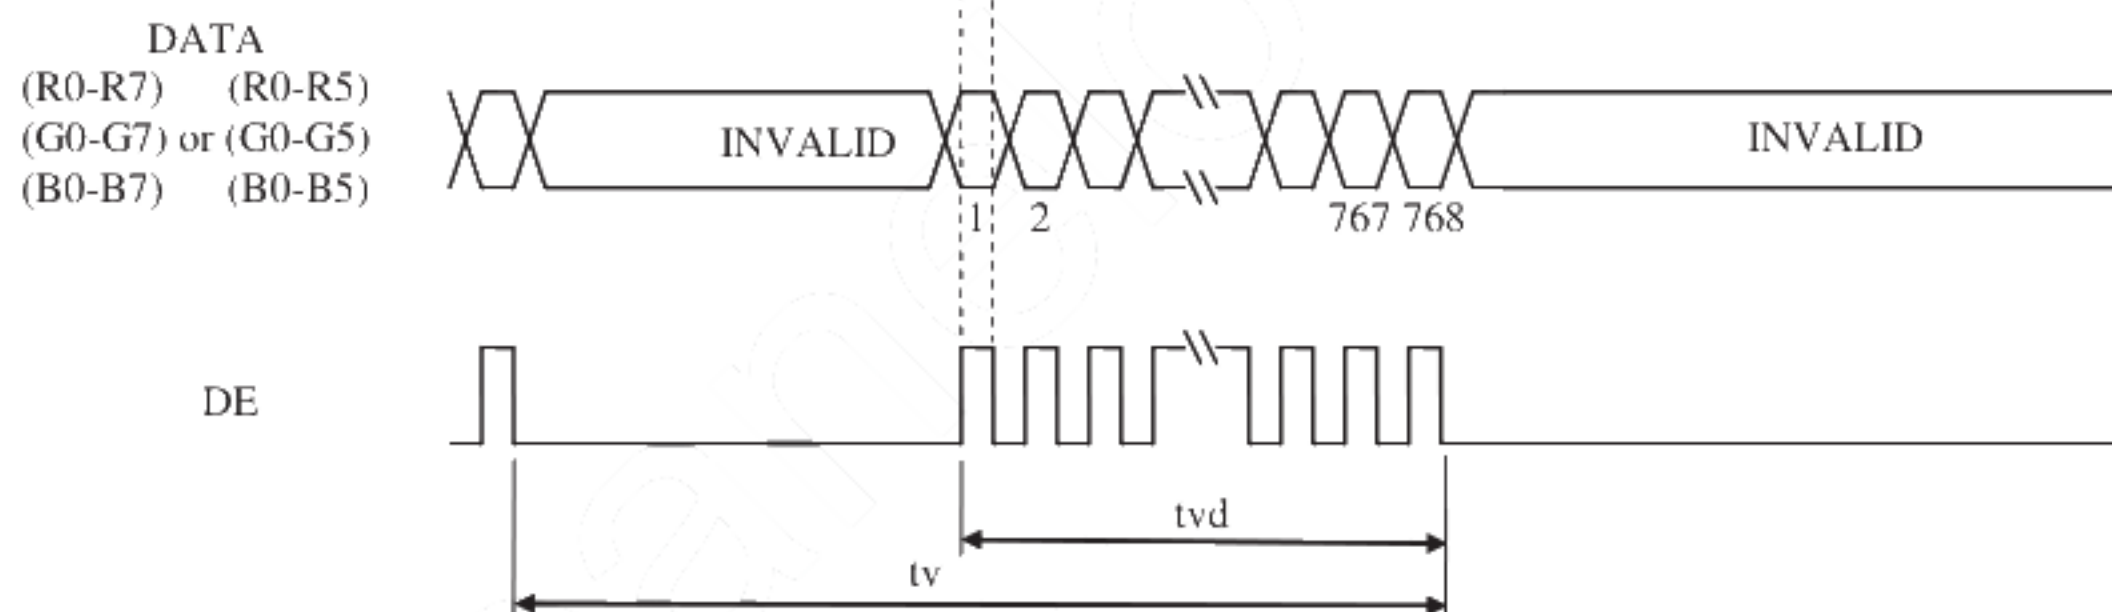 DATA
(R0-R7) (R0-R5)
(G0-G7) or (G0-G5)
(B0-B7) (B0-B5)
INVALID
INVALID
1 2 767 768
DE
tvd
tv